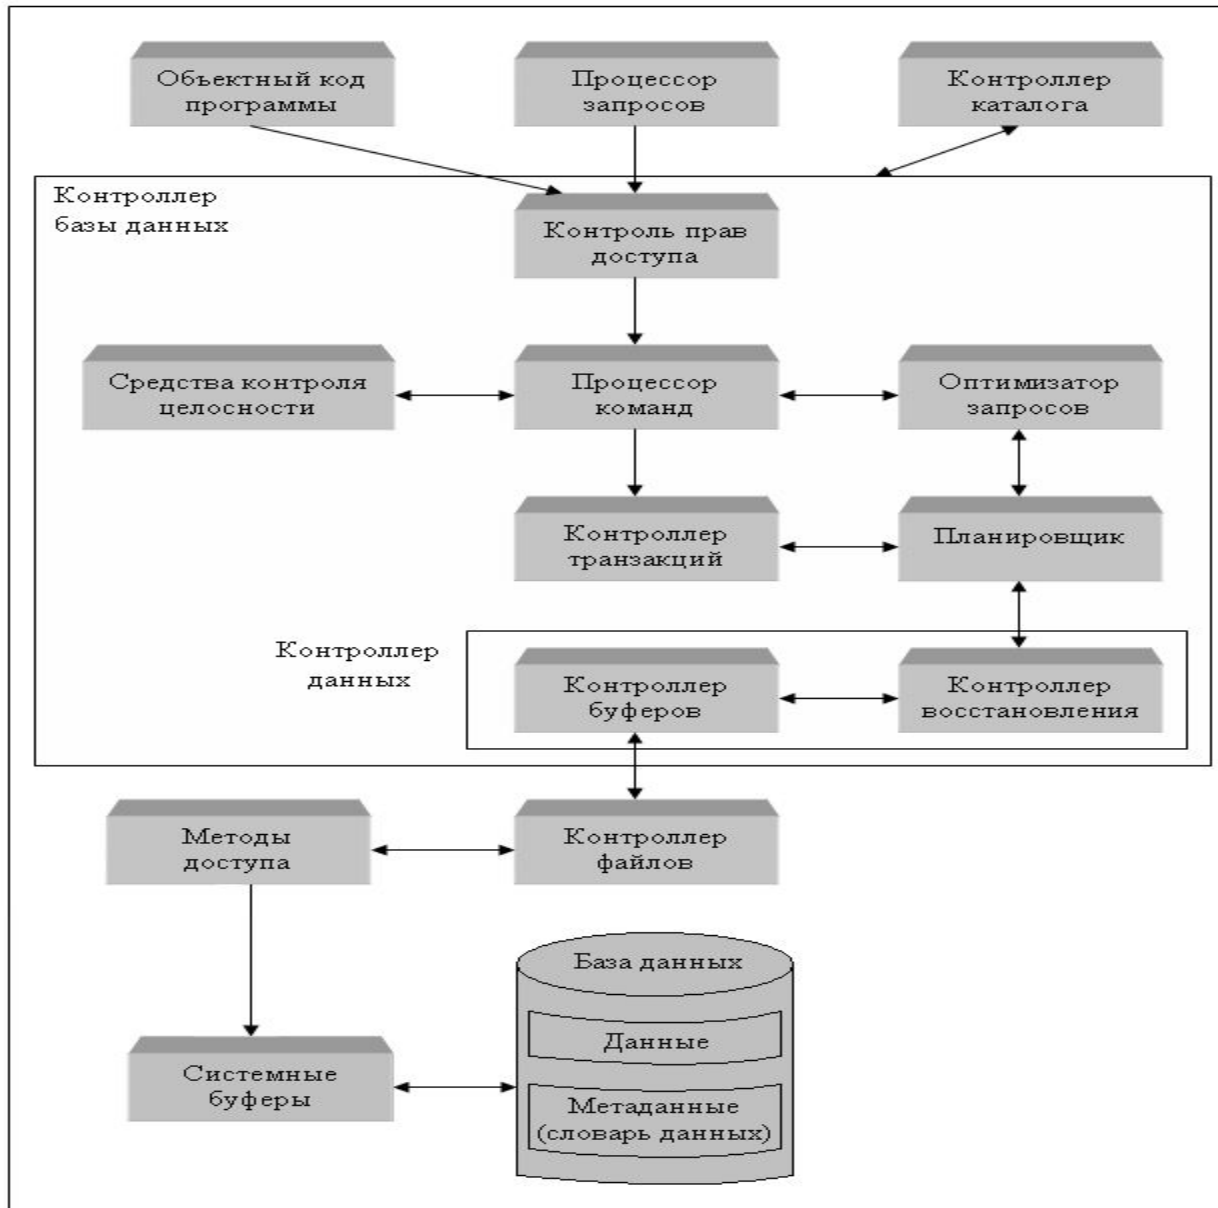 Объектный код
программы
Процессор
запросов
Контроллер
каталога
Контроллер
базы данных
Контроль прав
доступа
Средства контроля
целосности
Процессор
команд
Оптимизатор
запросов
Контроллер
транзакций
Планировщик
Контроллер
данных
Контроллер
буферов
Контроллер
восстановления
Методы
доступа
Контроллер
файлов
База данных
Данные
Системные
буферы
Метаданные
(словарь данных)